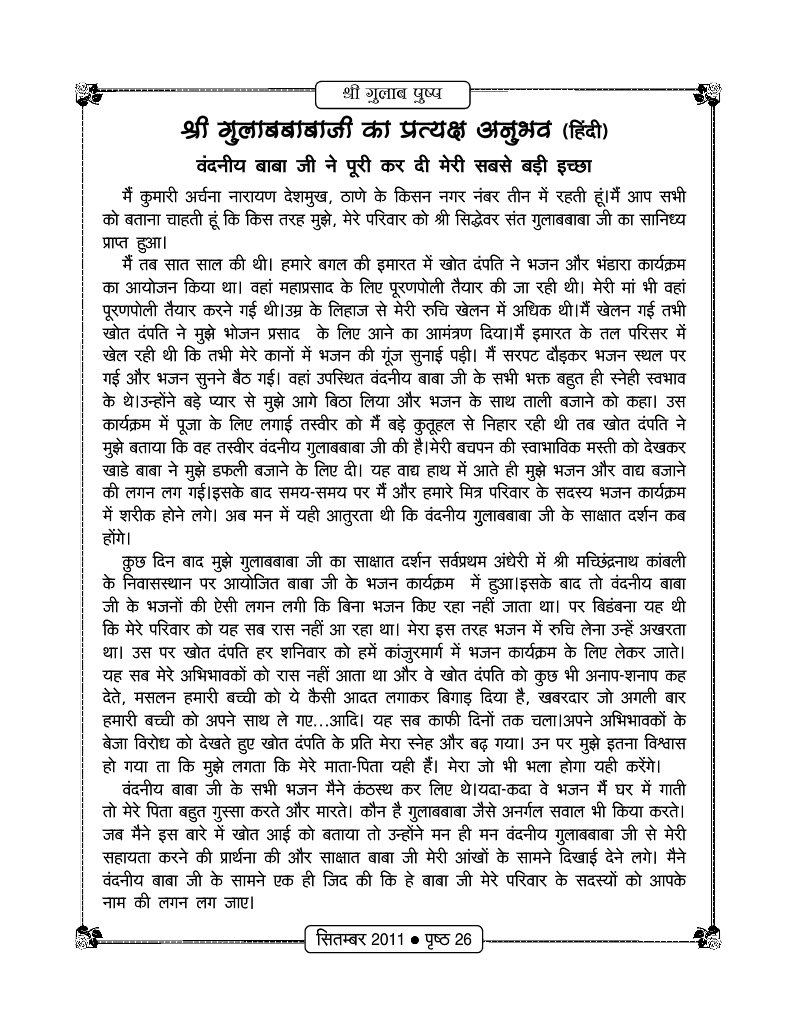 श्री गुलाब पुष्प
श्री गुलाबबाबाजी का प्रत्यक्ष अनुभव (हिंदी)
वंदनीय बाबा जी ने पूरी कर दी मेरी सबसे बड़ी इच्छा
मैं कुमारी अर्चना नारायण देशमुख, ठाणे के किसन नगर नंबर तीन में रहती हूं।मैं आप सभी
को बताना चाहती हूं कि किस तरह मुझे, मेरे परिवार को श्री सिद्धेवर संत गुलाबबाबा जी का सानिध्य
प्राप्त हुआ।
मैं तब सात साल की थी। हमारे बगल की इमारत में खोत दंपति ने भजन और भंडारा कार्यक्रम
का आयोजन किया था। वहां महाप्रसाद के लिए पूरणपोली तैयार की जा रही थी। मेरी मां भी वहां
पूरणपोली तैयार करने गई थी।उम्र के लिहाज से मेरी रुचि खेलन में अधिक थी।मैं खेलन गई तभी
खोत दंपति ने मुझे भोजन प्रसाद  के लिए आने का आमंत्रण दिया।मैं इमारत के तल परिसर में
खेल रही थी कि तभी मेरे कानों में भजन की गूंज सुनाई पड़ी। मैं सरपट दौड़कर भजन स्थल पर
गई और भजन सुनने बैठ गई। वहां उपस्थित वंदनीय बाबा जी के सभी भक्त बहुत ही स्नेही स्वभाव
के थे।उन्होंने बड़े प्यार से मुझे आगे बिठा लिया और भजन के साथ ताली बजाने को कहा। उस
कार्यक्रम में पूजा के लिए लगाई तस्वीर को मैं बड़े कुतूहल से निहार रही थी तब खोत दंपति ने
मुझे बताया कि वह तस्वीर वंदनीय गुलाबबाबा जी की है।मेरी बचपन की स्वाभाविक मस्ती को देखकर
खाडे बाबा ने मुझे डफली बजाने के लिए दी। यह वाद्य हाथ में आते ही मुझे भजन और वाद्य बजाने
की लगन लग गई।इसके बाद समय-समय पर मैं और हमारे मित्र परिवार के सदस्य भजन कार्यक्रम
में शरीक होने लगे। अब मन में यही आतुरता थी कि वंदनीय गुलाबबाबा जी के साक्षात दर्शन कब
होंगे।
कुछ दिन बाद मुझे गुलाबबाबा जी का साक्षात दर्शन सर्वप्रथम अंधेरी में श्री मच्छिंद्रनाथ कांबली
के निवासस्थान पर आयोजित बाबा जी के भजन कार्यक्रम  में हुआ।इसके बाद तो वंदनीय बाबा
जी के भजनों की ऐसी लगन लगी कि बिना भजन किए रहा नहीं जाता था। पर बिडंबना यह थी
कि मेरे परिवार को यह सब रास नहीं आ रहा था। मेरा इस तरह भजन में रुचि लेना उन्हें अखरता
था। उस पर खोत दंपति हर शनिवार को हमें कांजुरमार्ग में भजन कार्यक्रम के लिए लेकर जाते।
यह सब मेरे अभिभावकों को रास नहीं आता था और वे खोत दंपति को कुछ भी अनाप-शनाप कह
देते, मसलन हमारी बच्ची को ये कैसी आदत लगाकर बिगाड़ दिया है, खबरदार जो अगली बार
हमारी बच्ची को अपने साथ ले गए...आदि। यह सब काफी दिनों तक चला।अपने अभिभावकों के
बेजा विरोध को देखते हुए खोत दंपति के प्रति मेरा स्नेह और बढ़ गया। उन पर मुझे इतना विश्वास
हो गया ता कि मुझे लगता कि मेरे माता-पिता यही हैं। मेरा जो भी भला होगा यही करेंगे।
वंदनीय बाबा जी के सभी भजन मैने कंठस्थ कर लिए थे।यदा-कदा वे भजन मैं घर में गाती
तो मेरे पिता बहुत गुस्सा करते और मारते। कौन है गुलाबबाबा जैसे अनर्गल सवाल भी किया करते।
जब मैने इस बारे में खोत आई को बताया तो उन्होंने मन ही मन वंदनीय गुलाबबाबा जी से मेरी
सहायता करने की प्रार्थना की और साक्षात बाबा जी मेरी आंखों के सामने दिखाई देने लगे। मैने
वंदनीय बाबा जी के सामने एक ही जिद की कि हे बाबा जी मेरे परिवार के सदस्यों को आपके
नाम की लगन लग जाए।
सितम्बर 2011 ● पृष्ठ 26